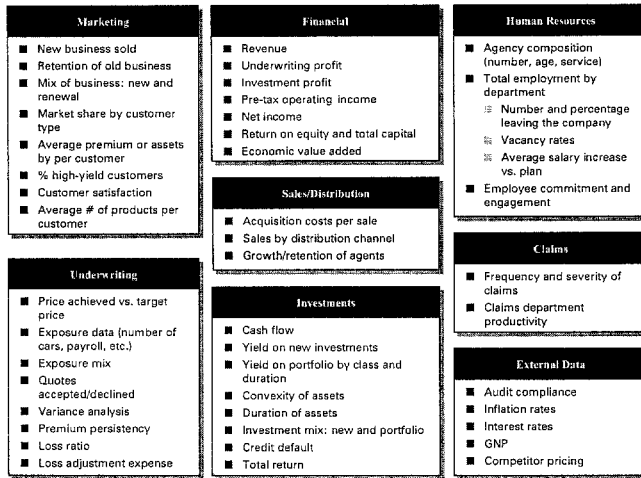 Marketing
■ New business sold
■ Retention of old business
■ Mix of business: new and
renewal
■ Market share by customer
type
■ Average premium or assets
by per customer
■ % high-yield customers
■ Customer satisfaction
■ Average # of products per
customer
Underwriting
■ Price achieved vs. target
price
■ Exposure data (number of
cars, payroll, etc.)
■ Exposure mix
■ Quotes
accepted/declined
■ Variance analysis
■ Premium persistency
■ Loss ratio
■ Loss adjustment expense
Financial
■ Revenue
■ Underwriting profit
■ Investment profit
■ Pre-tax operating income
■ Net income
■ Return on equity and total capital
■ Economic value added
Sales/Distribution
■ Acquisition costs per sale
■ Sales by distribution channel
■ Growth/retention of agents
Investments
■ Cash flow
■ Yield on new investments
■ Yield on portfolio by class and
duration
■ Convexity of assets
■ Duration of assets
■ Investment mix: new and portfolio
■ Credit default
■ Total return
Human Resources
■ Agency composition
(number, age, service)
■ Total employment by
department
Number and percentage
leaving the company
Vacancy rates
Average salary increase
vs. plan
■ Employee commitment and
engagement
Claims
■ Frequency and severity of
claims
■ Claims department
productivity
External Data
■ Audit compliance
■ Inflation rates
■ Interest rates
■ GNP
■ Competitor pricing